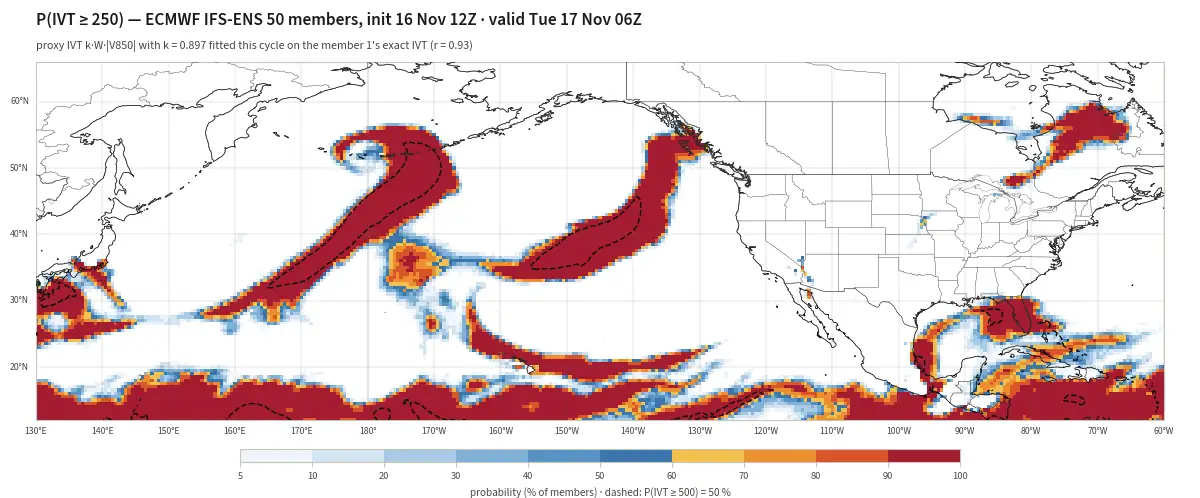 P(IVT ≥ 250) — ECMWF IFS-ENS 50 members, init 16 Nov 12Z · valid Tue 17 Nov 06Z
proxy IVT k·W·|V850| with k = 0.897 fitted this cycle on the member 1's exact IVT (r = 0.93)
60°N
50°N
40°N
30°N
20°N
130°E 140°E 150°E 160°E 170°E 180° 170°W 160°W 150°W 140°W 130°W 120°W 110°W 100°W 90°W 80°W 70°W 60°W
5 10 20 30 40 50 60 70 80 90 100
probability (% of members) · dashed: P(IVT ≥ 500) = 50 %